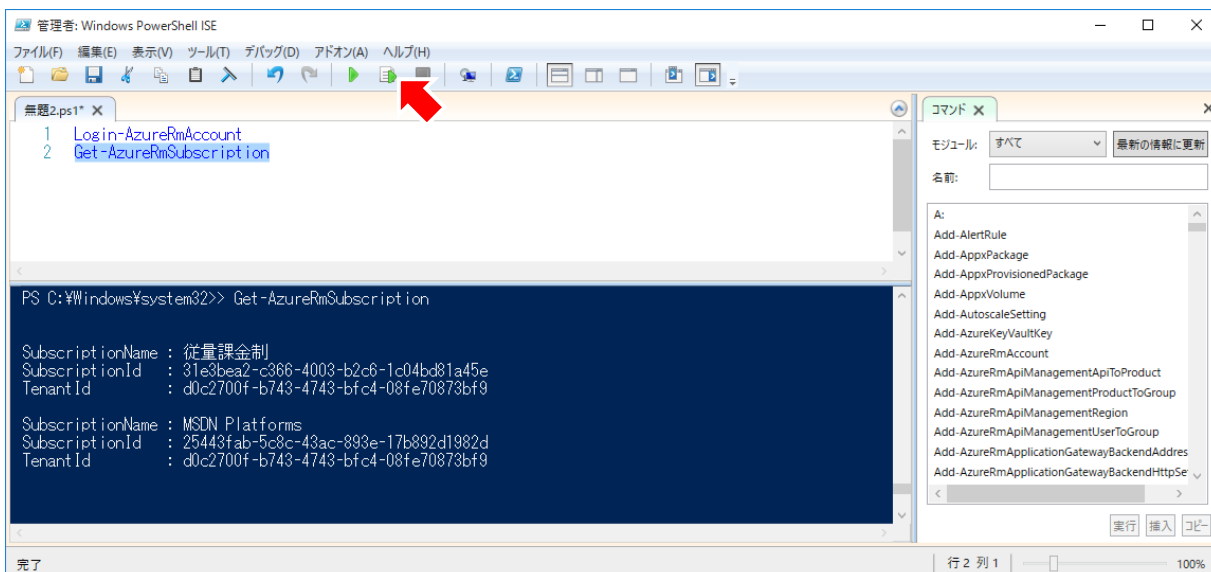 管理者: Windows PowerShell ISE
ファイル(F) 編集(E) 表示(V) ツール(T) デバッグ(D) アドオン(A) ヘルプ(H)
無題2.ps1* X
1 Login-AzureRmAccount
2 Get-AzureRmSubscription
PS C:¥Windows¥system32>> Get-AzureRmSubscription
SubscriptionName : 従量課金制
SubscriptionId : 31e3bea2-c366-4003-b2c6-1c04bd81a45e
TenantId : d0c2700f-b743-4743-bfc4-08fe70873bf9
SubscriptionName : MSDN Platforms
SubscriptionId : 25443fab-5c8c-43ac-893e-17b892d1982d
TenantId : d0c2700f-b743-4743-bfc4-08fe70873bf9
コマンド X
モジュール: すべて 最新の情報に更新
名前:
A:
Add-AlertRule
Add-AppxPackage
Add-AppxProvisionedPackage
Add-AppxVolume
Add-AutoscaleSetting
Add-AzureKeyVaultKey
Add-AzureRmAccount
Add-AzureRmApiManagementApiToProduct
Add-AzureRmApiManagementProductToGroup
Add-AzureRmApiManagementRegion
Add-AzureRmApiManagementUserToGroup
Add-AzureRmApplicationGatewayBackendAddres
Add-AzureRmApplicationGatewayBackendHttpSe
実行 挿入 コピー
完了
行 2 列 1 100%